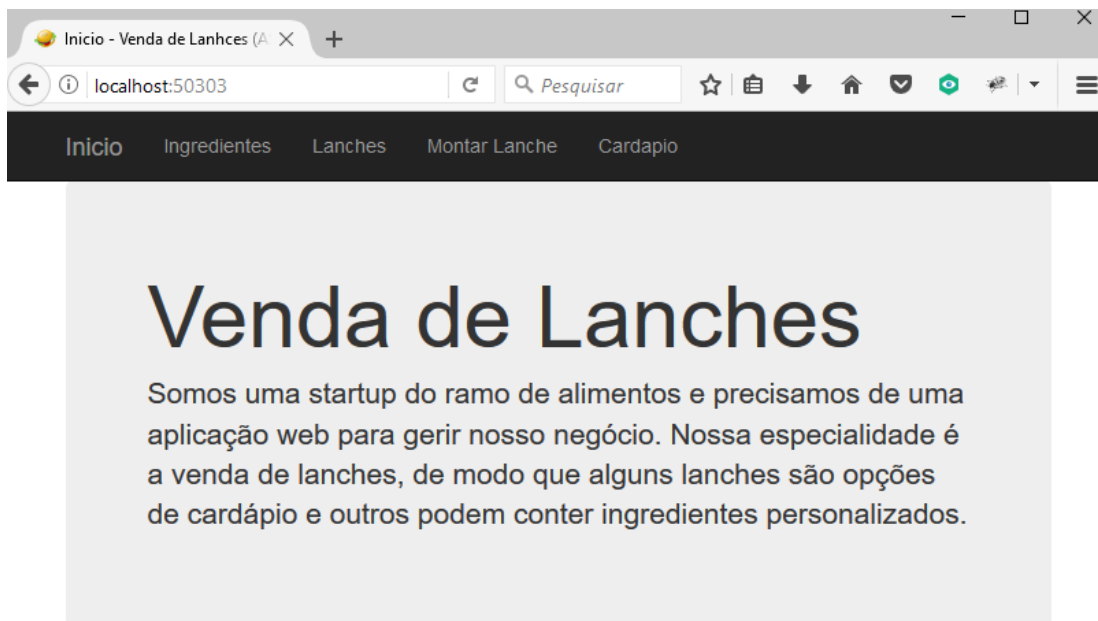 Inicio - Venda de Lanhces (A
localhost:50303
Pesquisar
Inicio Ingredientes Lanches Montar Lanche Cardapio
Venda de Lanches
Somos uma startup do ramo de alimentos e precisamos de uma
aplicação web para gerir nosso negócio. Nossa especialidade é
a venda de lanches, de modo que alguns lanches são opções
de cardápio e outros podem conter ingredientes personalizados.